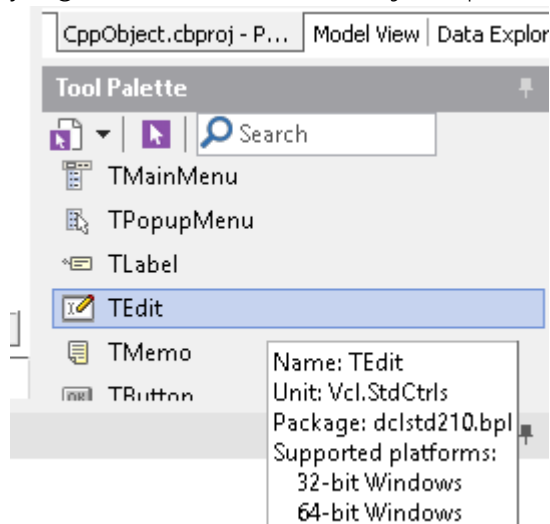 CppObject.cbproj - P... Model View Data Explor
Tool Palette
Search
TMainMenu
TPopupMenu
TLabel
TEdit
TMemo
TButton
Name: TEdit
Unit: Vcl.StdCtrls
Package: dclstd210.bpl
Supported platforms:
32-bit Windows
64-bit Windows